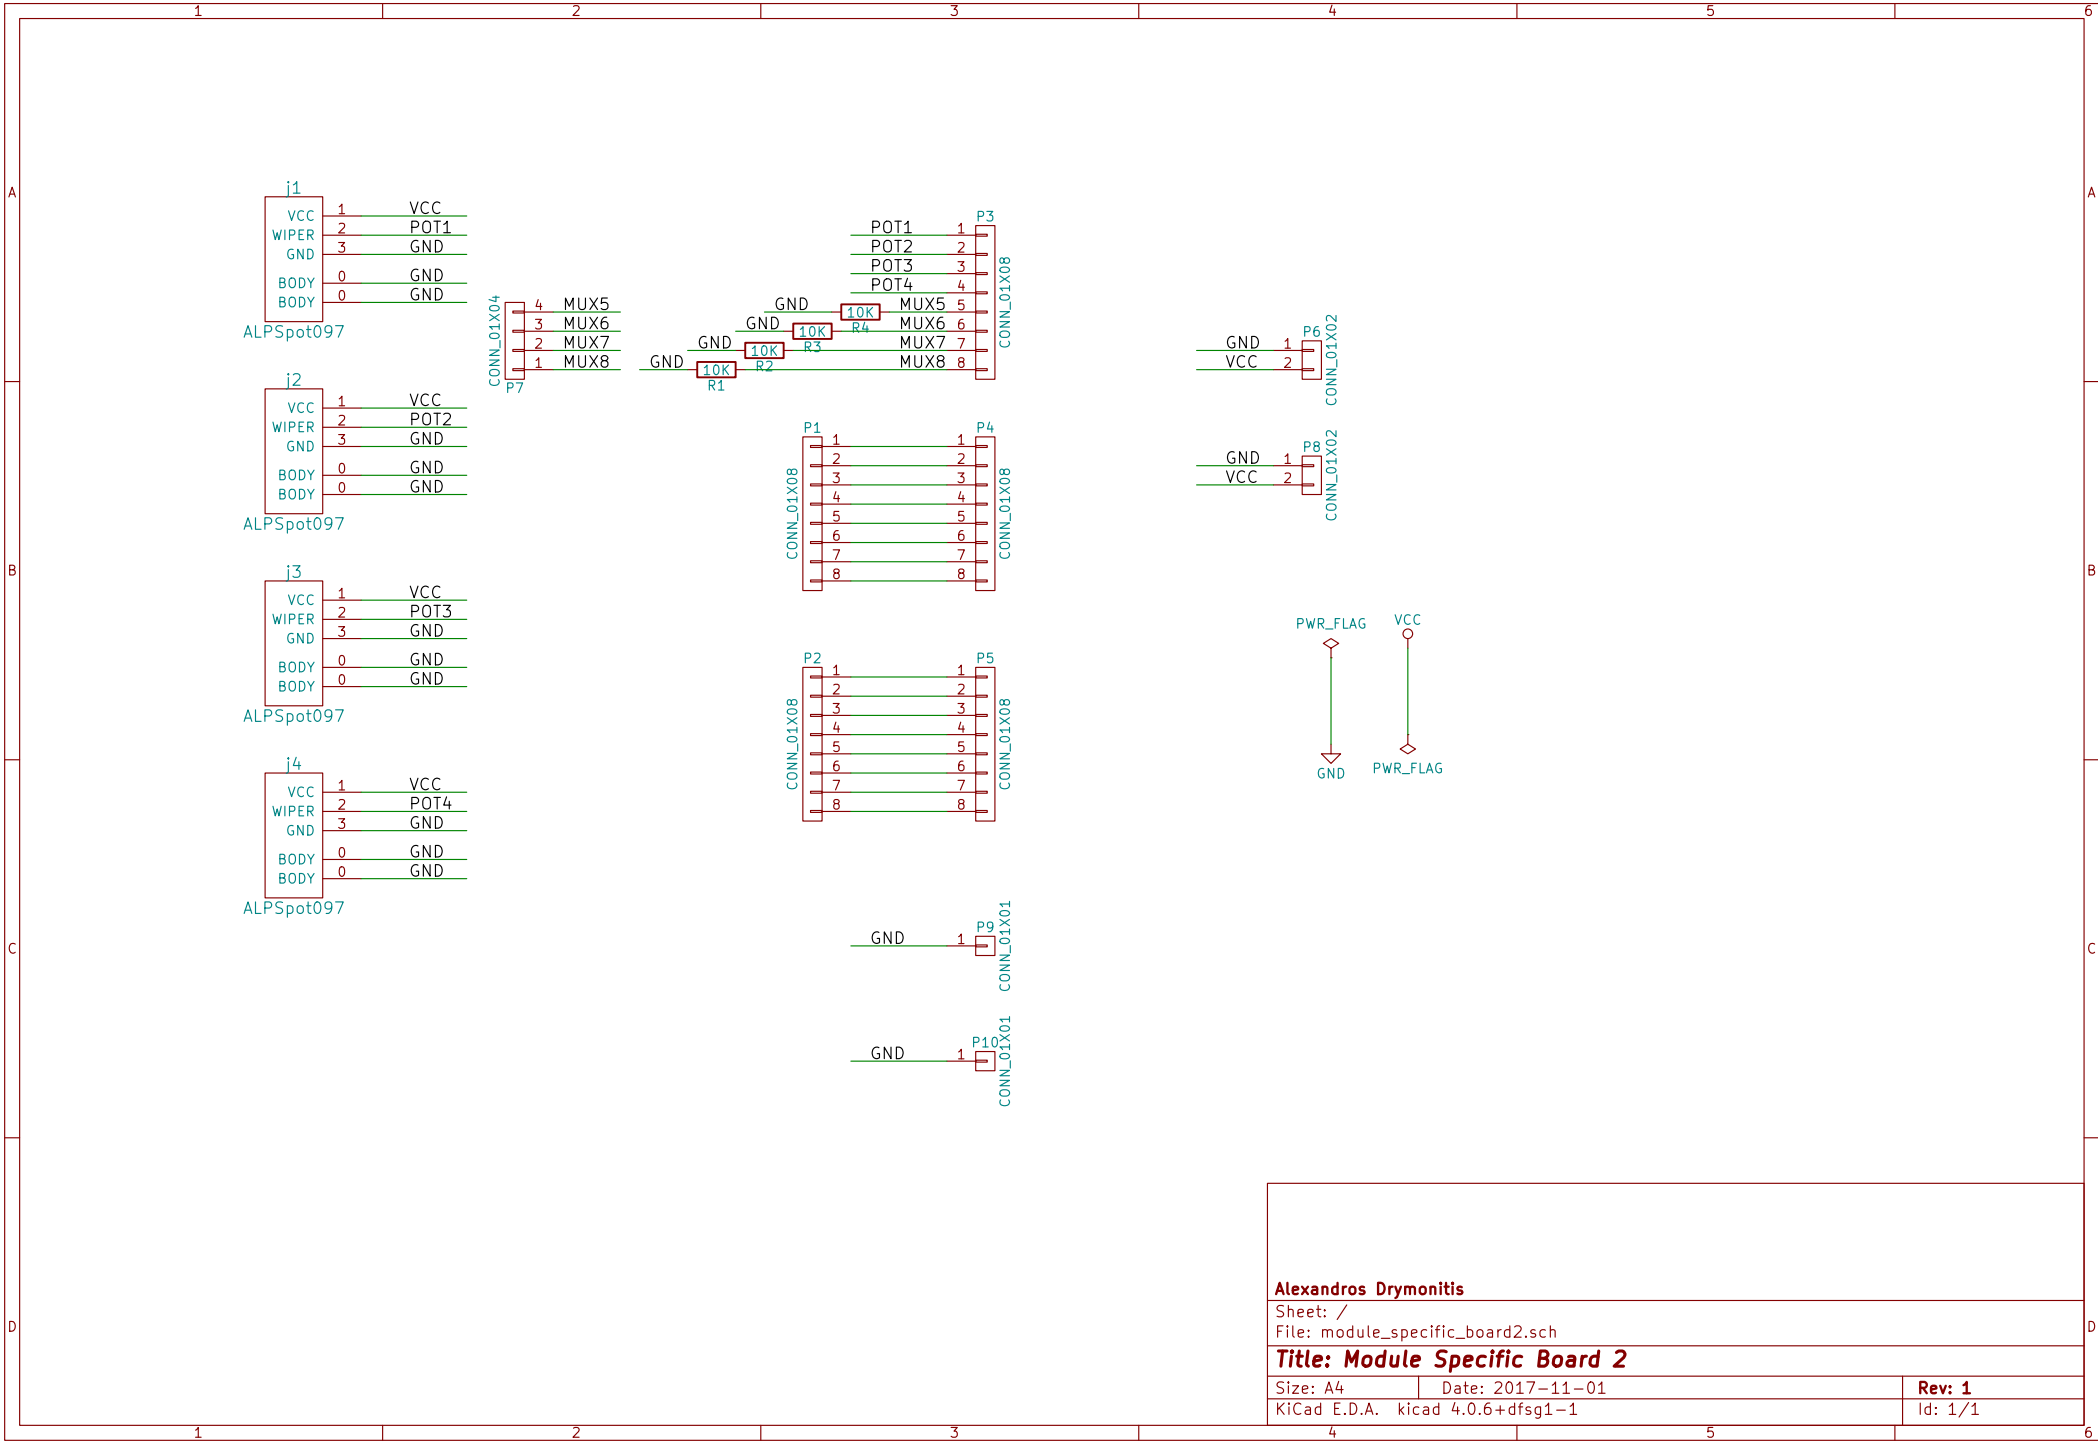 1 2 3 4 5 6
A A
j1
VCC 1 VCC
WIPER 2 POT1
GND 3 GND
BODY 0 GND
BODY 0 GND
ALPSpot097
j2
VCC 1 VCC
WIPER 2 POT2
GND 3 GND
BODY 0 GND
BODY 0 GND
ALPSpot097
j3
VCC 1 VCC
WIPER 2 POT3
GND 3 GND
BODY 0 GND
BODY 0 GND
ALPSpot097
j4
VCC 1 VCC
WIPER 2 POT4
GND 3 GND
BODY 0 GND
BODY 0 GND
ALPSpot097
CONN_01X04
4 MUX5
3 MUX6
2 MUX7
1 MUX8
P7
P3
POT1 1
POT2 2
POT3 3
POT4 4
GND 10K MUX5 5
R4
GND 10K MUX6 6
R3
GND 10K MUX7 7
R2
GND 10K MUX8 8
R1
CONN_01X08
P1 P4
1 1
2 2
3 3
4 4
5 5
6 6
7 7
8 8
CONN_01X08 CONN_01X08
P2 P5
1 1
2 2
3 3
4 4
5 5
6 6
7 7
8 8
CONN_01X08 CONN_01X08
P9
GND 1
CONN_01X01
P10
GND 1
CONN_01X01
P6
GND 1
VCC 2
CONN_01X02
P8
GND 1
VCC 2
CONN_01X02
PWR_FLAG VCC
GND PWR_FLAG
B B
C C
D D
Alexandros Drymonitis
Sheet: /
File: module_specific_board2.sch
Title: Module Specific Board 2
Size: A4 Date: 2017-11-01 Rev: 1
KiCad E.D.A. kicad 4.0.6+dfsg1-1 Id: 1/1
1 2 3 4 5 6